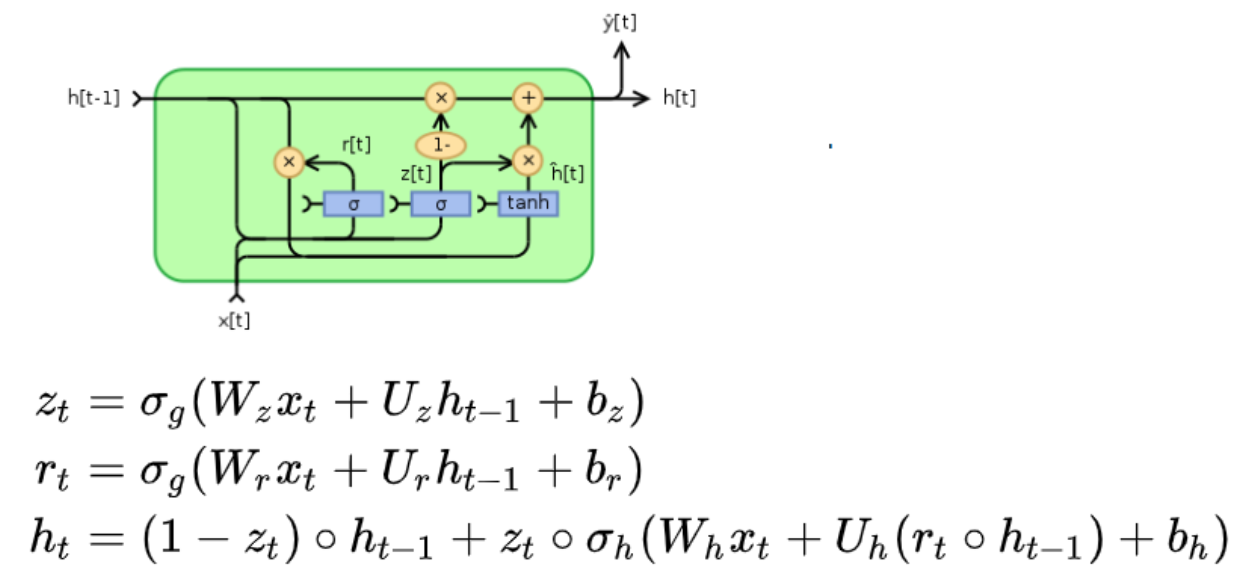 ŷ[t]
h[t-1] × + h[t]
r[t] 1-
× z[t] × ĥ[t]
σ σ tanh
x[t]
z_t = σ_g(W_z x_t + U_z h_{t−1} + b_z)
r_t = σ_g(W_r x_t + U_r h_{t−1} + b_r)
h_t = (1 − z_t) ∘ h_{t−1} + z_t ∘ σ_h(W_h x_t + U_h(r_t ∘ h_{t−1}) + b_h)